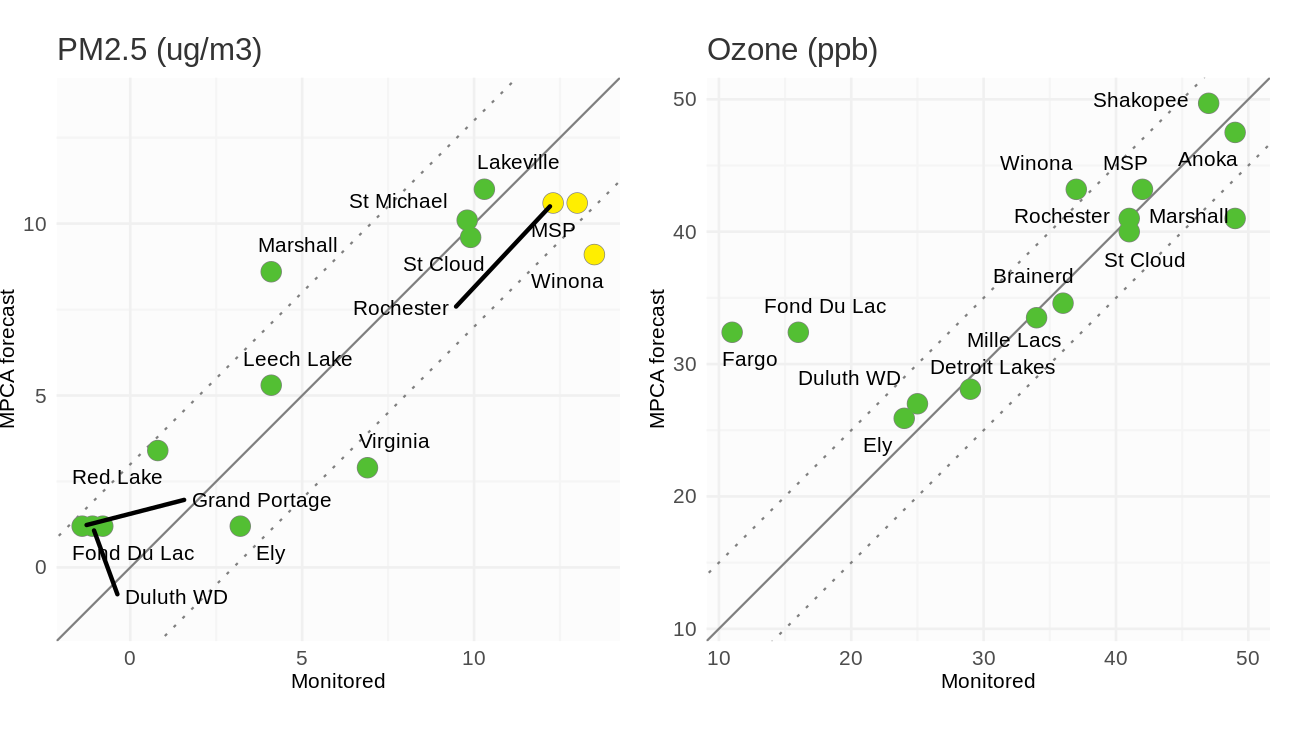 PM2.5 (ug/m3)
MPCA forecast
10
5
0
Lakeville
St Michael
MSP
Marshall
St Cloud
Winona
Rochester
Leech Lake
Virginia
Red Lake
Grand Portage
Fond Du Lac
Ely
Duluth WD
0
5
10
Monitored
Ozone (ppb)
MPCA forecast
50
40
30
20
10
Shakopee
Winona
MSP
Anoka
Rochester
Marshall
St Cloud
Brainerd
Fond Du Lac
Mille Lacs
Fargo
Detroit Lakes
Duluth WD
Ely
10
20
30
40
50
Monitored